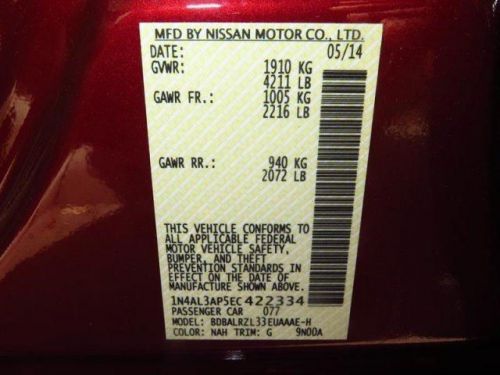 MFD BY NISSAN MOTOR CO., LTD.
DATE: 05/14
GVWR: 1910 KG
4211 LB
GAWR FR.: 1005 KG
2216 LB
GAWR RR.: 940 KG
2072 LB
THIS VEHICLE CONFORMS TO
ALL APPLICABLE FEDERAL
MOTOR VEHICLE SAFETY,
BUMPER, AND THEFT
PREVENTION STANDARDS IN
EFFECT ON THE DATE OF
MANUFACTURE SHOWN ABOVE.
1N4AL3AP5EC422334
PASSENGER CAR 077
MODEL: BDBALRZL33EUAAAE-H
COLOR: NAH TRIM: G 9N00A